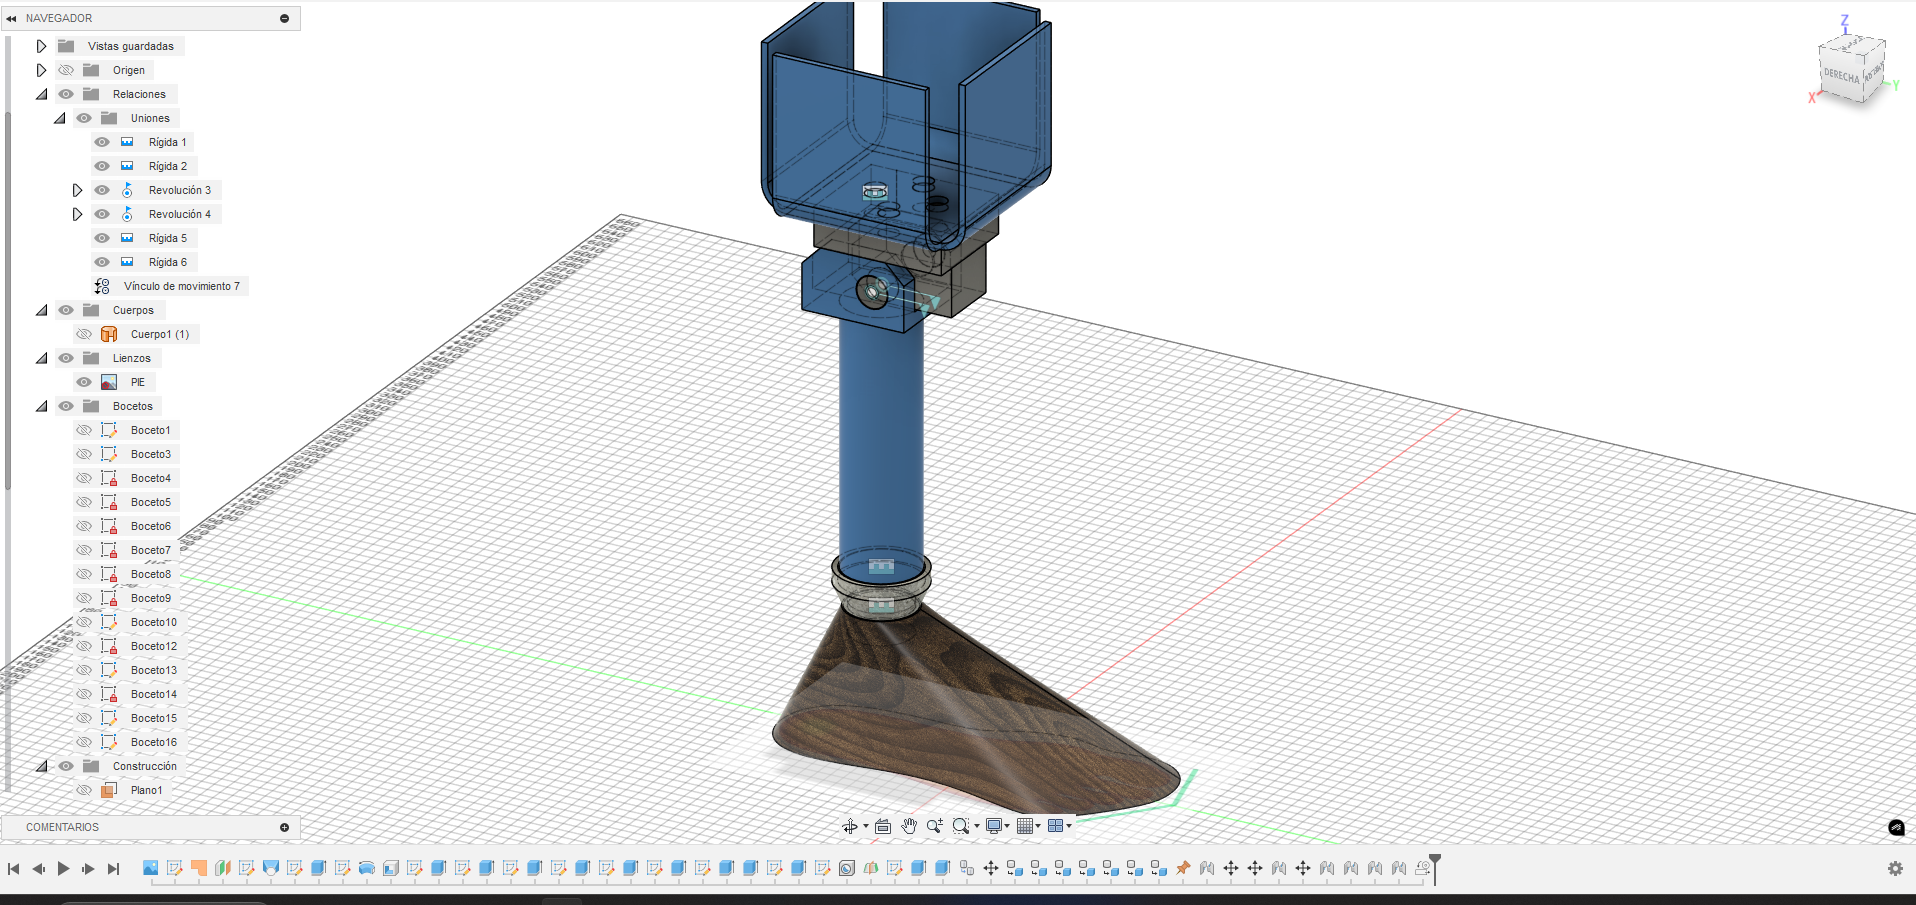 NAVEGADOR
Vistas guardadas
Origen
Relaciones
Uniones
Rígida 1
Rígida 2
Revolución 3
Revolución 4
Rígida 5
Rígida 6
Vínculo de movimiento 7
Cuerpos
Cuerpo1 (1)
Lienzos
PIE
Bocetos
Boceto1
Boceto3
Boceto4
Boceto5
Boceto6
Boceto7
Boceto8
Boceto9
Boceto10
Boceto12
Boceto13
Boceto14
Boceto15
Boceto16
Construcción
Plano1
COMENTARIOS
Z
DERECHA
X
Y